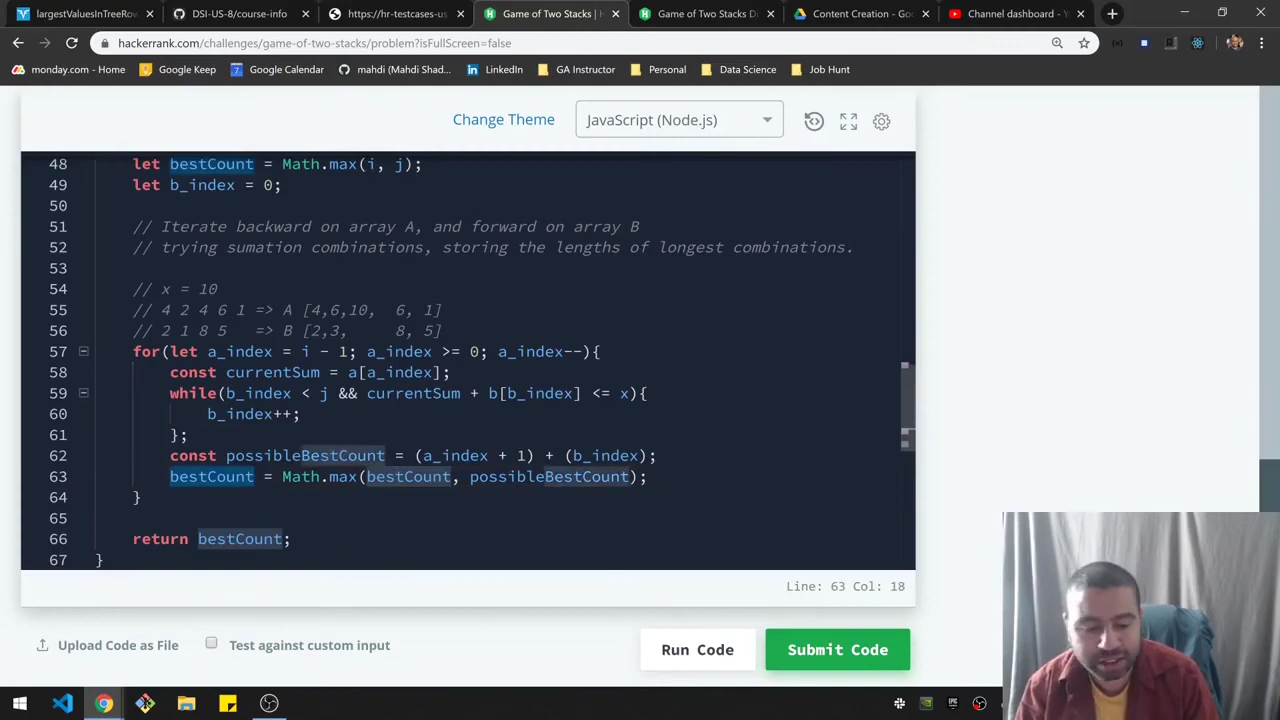 largestValuesInTreeRow
DSI-US-8/course-info
https://hr-testcases-us
Game of Two Stacks | H
Game of Two Stacks Di
Content Creation - Goo
Channel dashboard - Yo
hackerrank.com/challenges/game-of-two-stacks/problem?isFullScreen=false
monday.com - Home
Google Keep
Google Calendar
mahdi (Mahdi Shad...
LinkedIn
GA Instructor
Personal
Data Science
Job Hunt
Change Theme
JavaScript (Node.js)
48 let bestCount = Math.max(i, j);
49 let b_index = 0;
50
51 // Iterate backward on array A, and forward on array B
52 // trying sumation combinations, storing the lengths of longest combinations.
53
54 // x = 10
55 // 4 2 4 6 1 => A [4,6,10, 6, 1]
56 // 2 1 8 5 => B [2,3, 8, 5]
57 for(let a_index = i - 1; a_index >= 0; a_index--){
58 const currentSum = a[a_index];
59 while(b_index < j && currentSum + b[b_index] <= x){
60 b_index++;
61 };
62 const possibleBestCount = (a_index + 1) + (b_index);
63 bestCount = Math.max(bestCount, possibleBestCount);
64 }
65
66 return bestCount;
67 }
Line: 63 Col: 18
Upload Code as File
Test against custom input
Run Code
Submit Code